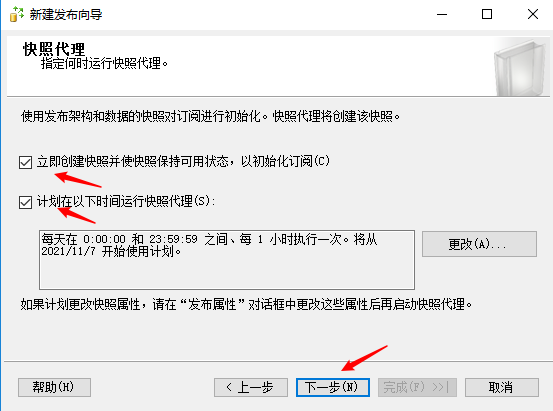 新建发布向导
快照代理
指定何时运行快照代理。
使用发布架构和数据的快照对订阅进行初始化。快照代理将创建该快照。
立即创建快照并使快照保持可用状态，以初始化订阅(C)
计划在以下时间运行快照代理(S):
每天在 0:00:00 和 23:59:59 之间、每 1 小时执行一次。将从
2021/11/7 开始使用计划。
更改(A)...
如果计划更改快照属性，请在“发布属性”对话框中更改这些属性后再启动快照代理。
帮助(H)
< 上一步
下一步(N)
完成(F) >>|
取消